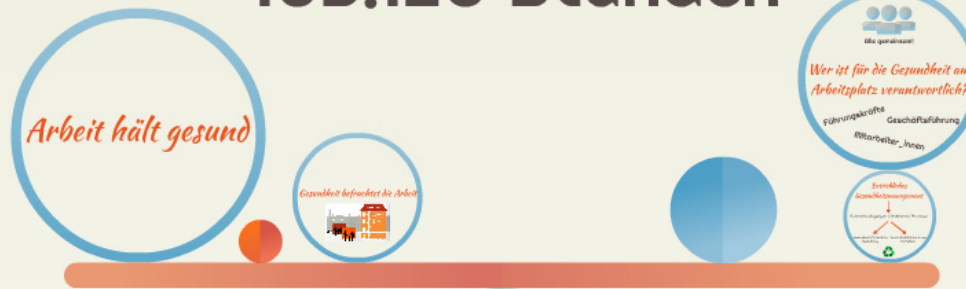 Stunden
Arbeit hält gesund
Gesundheit befruchtet die Arbeit
Alle gemeinsam!
Wer ist für die Gesundheit am
Arbeitsplatz verantwortlich?
Führungskräfte
Geschäftsführung
Mitarbeiter_innen
Betriebliches
Gesundheitsmanagement